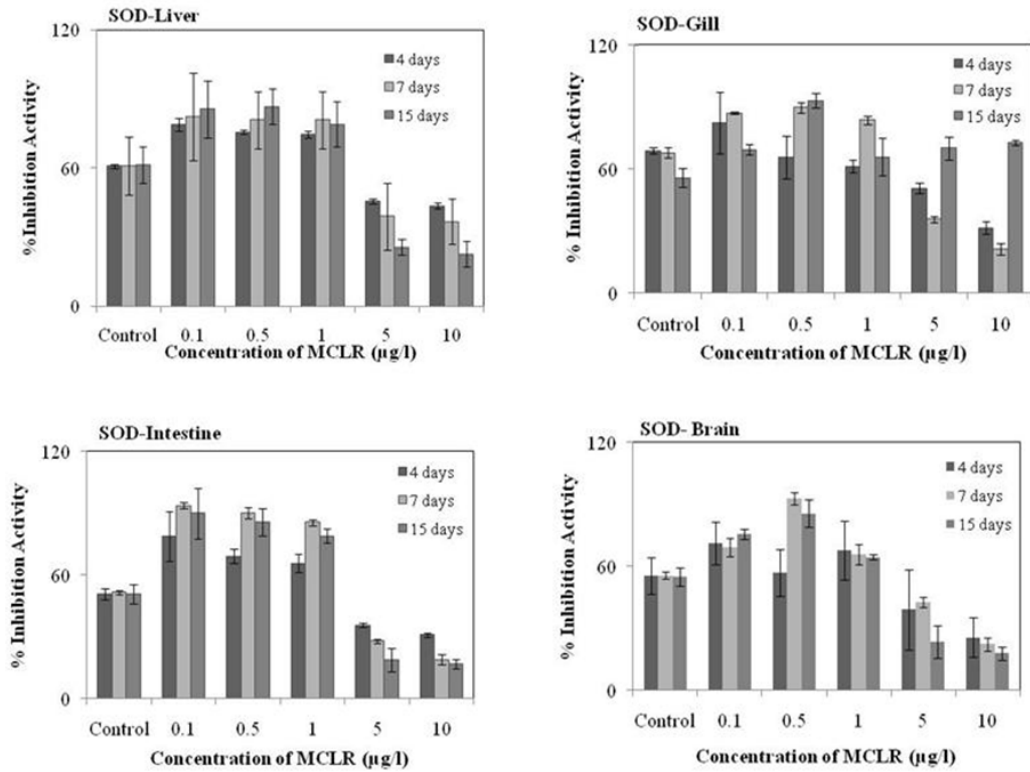 SOD-Liver
120
60
0
% Inhibition Activity
4 days
7 days
15 days
Control 0.1 0.5 1 5 10
Concentration of MCLR (µg/l)
SOD-Gill
120
60
0
% Inhibition Activity
4 days
7 days
15 days
Control 0.1 0.5 1 5 10
Concentration of MCLR (µg/l)
SOD-Intestine
120
60
0
% Inhibition Activity
4 days
7 days
15 days
Control 0.1 0.5 1 5 10
Concentration of MCLR (µg/l)
SOD- Brain
120
60
0
% Inhibition Activity
4 days
7 days
15 days
Control 0.1 0.5 1 5 10
Concentration of MCLR (µg/l)